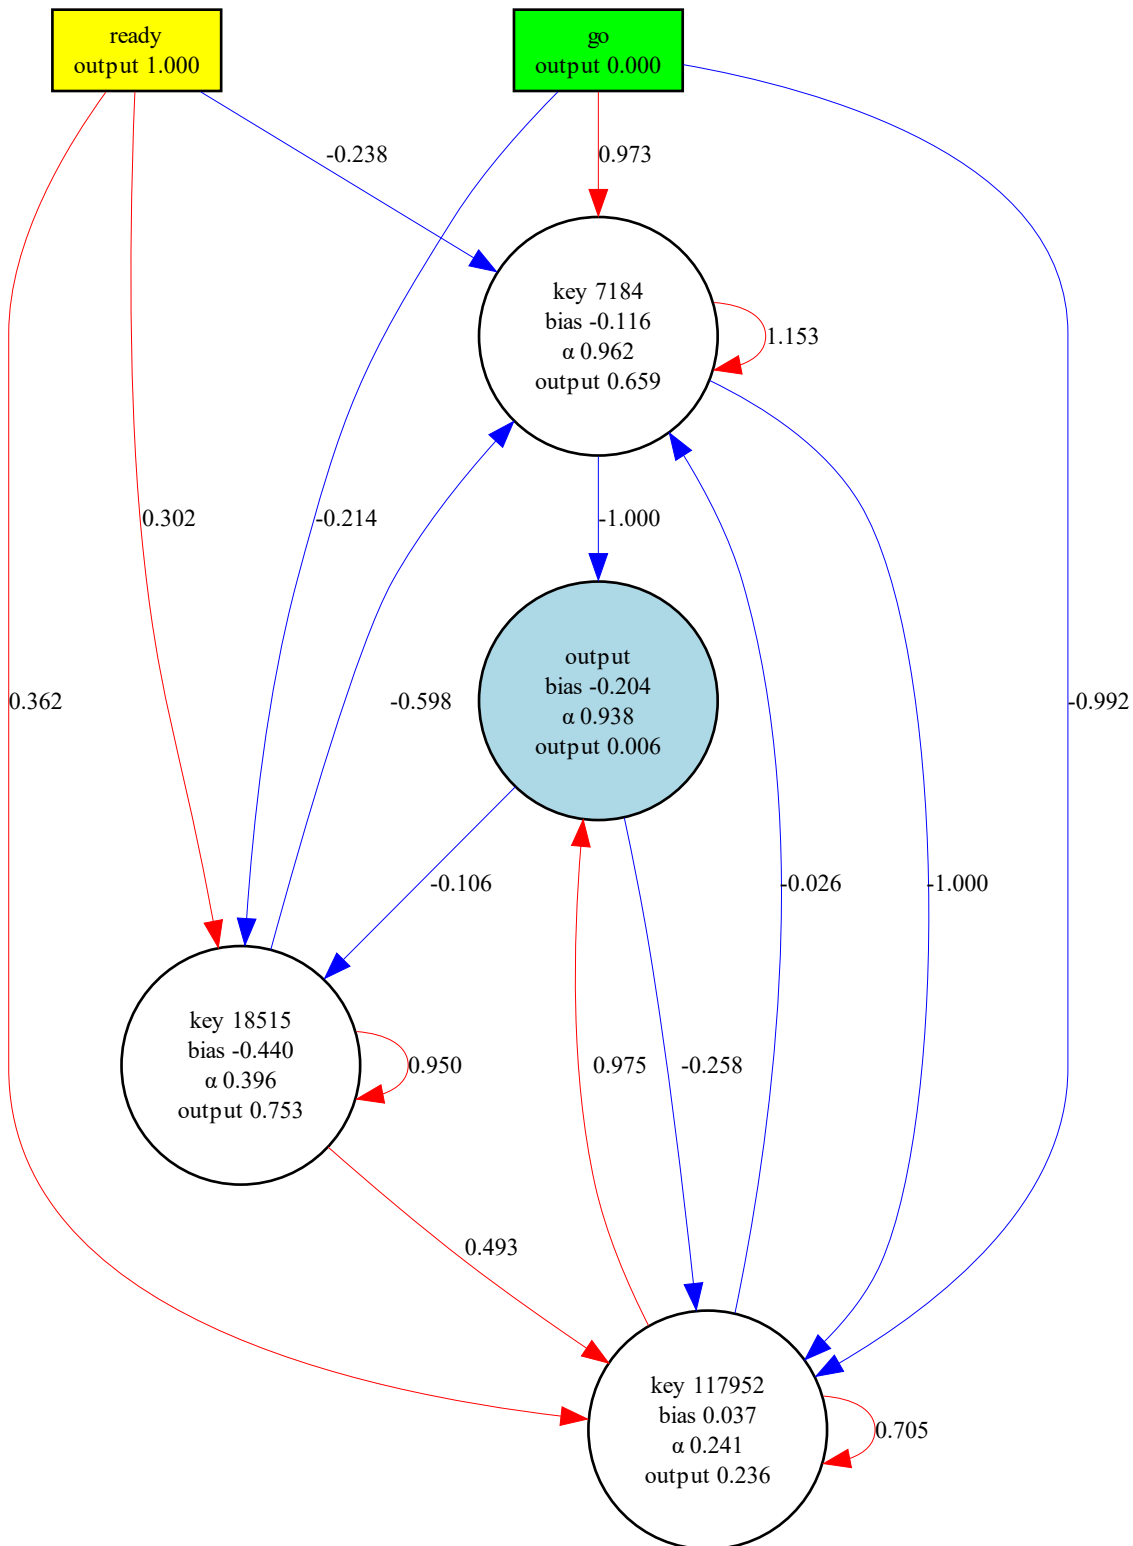 ready
output 1.000
go
output 0.000
-0.238
0.973
key 7184
bias -0.116
α 0.962
output 0.659
1.153
0.302
-0.214
-1.000
output
bias -0.204
α 0.938
output 0.006
0.362
-0.598
-0.992
-0.106
-0.026
-1.000
key 18515
bias -0.440
α 0.396
output 0.753
0.950
0.975
-0.258
0.493
key 117952
bias 0.037
α 0.241
output 0.236
0.705